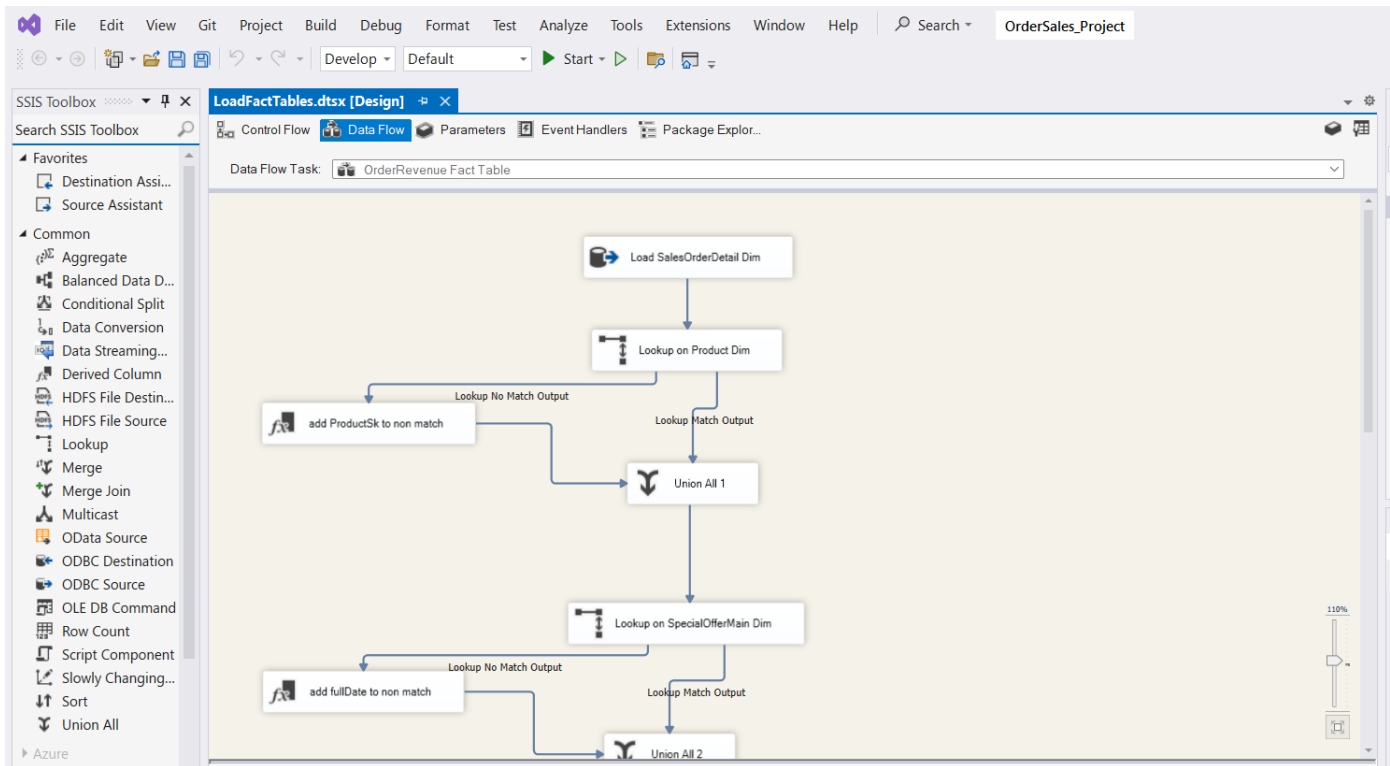 File Edit View Git Project Build Debug Format Test Analyze Tools Extensions Window Help Search OrderSales_Project
Develop Default Start
SSIS Toolbox
Search SSIS Toolbox
Favorites
Destination Assi...
Source Assistant
Common
Aggregate
Balanced Data D...
Conditional Split
Data Conversion
Data Streaming...
Derived Column
HDFS File Destin...
HDFS File Source
Lookup
Merge
Merge Join
Multicast
OData Source
ODBC Destination
ODBC Source
OLE DB Command
Row Count
Script Component
Slowly Changing...
Sort
Union All
Azure
LoadFactTables.dtsx [Design]
Control Flow Data Flow Parameters Event Handlers Package Explor...
Data Flow Task: OrderRevenue Fact Table
Load SalesOrderDetail Dim
Lookup on Product Dim
Lookup No Match Output
add ProductSk to non match
Lookup Match Output
Union All 1
Lookup on SpecialOfferMain Dim
Lookup No Match Output
add fullDate to non match
Lookup Match Output
Union All 2
110%